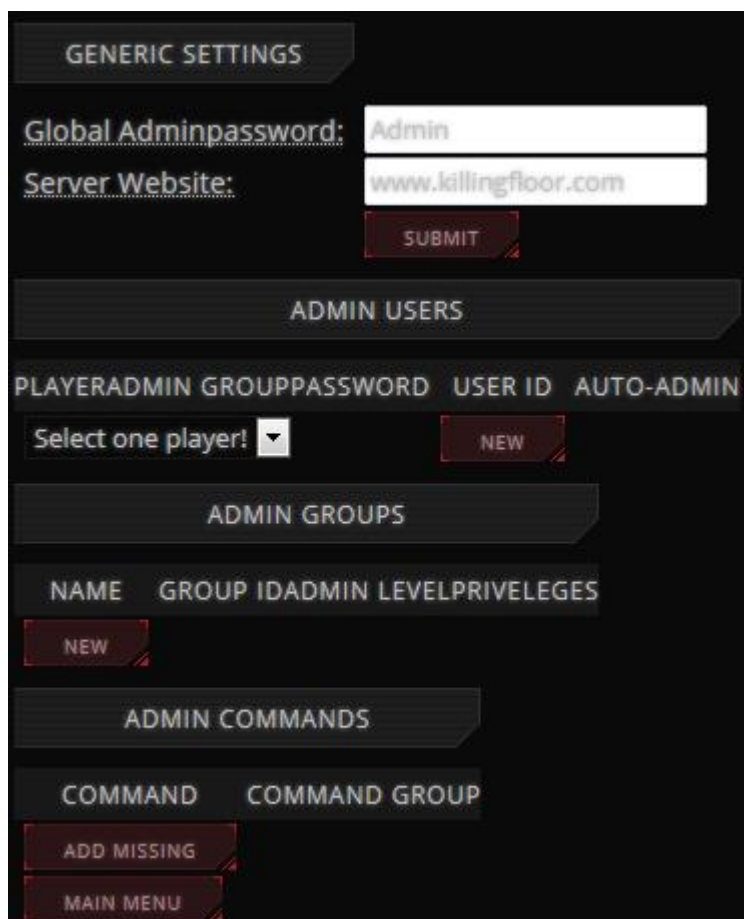 GENERIC SETTINGS
Global Adminpassword: Admin
Server Website: www.killingfloor.com
SUBMIT
ADMIN USERS
PLAYERADMIN GROUPPASSWORD USER ID AUTO-ADMIN
Select one player! NEW
ADMIN GROUPS
NAME GROUP IDADMIN LEVELPRIVELEGES
NEW
ADMIN COMMANDS
COMMAND COMMAND GROUP
ADD MISSING
MAIN MENU